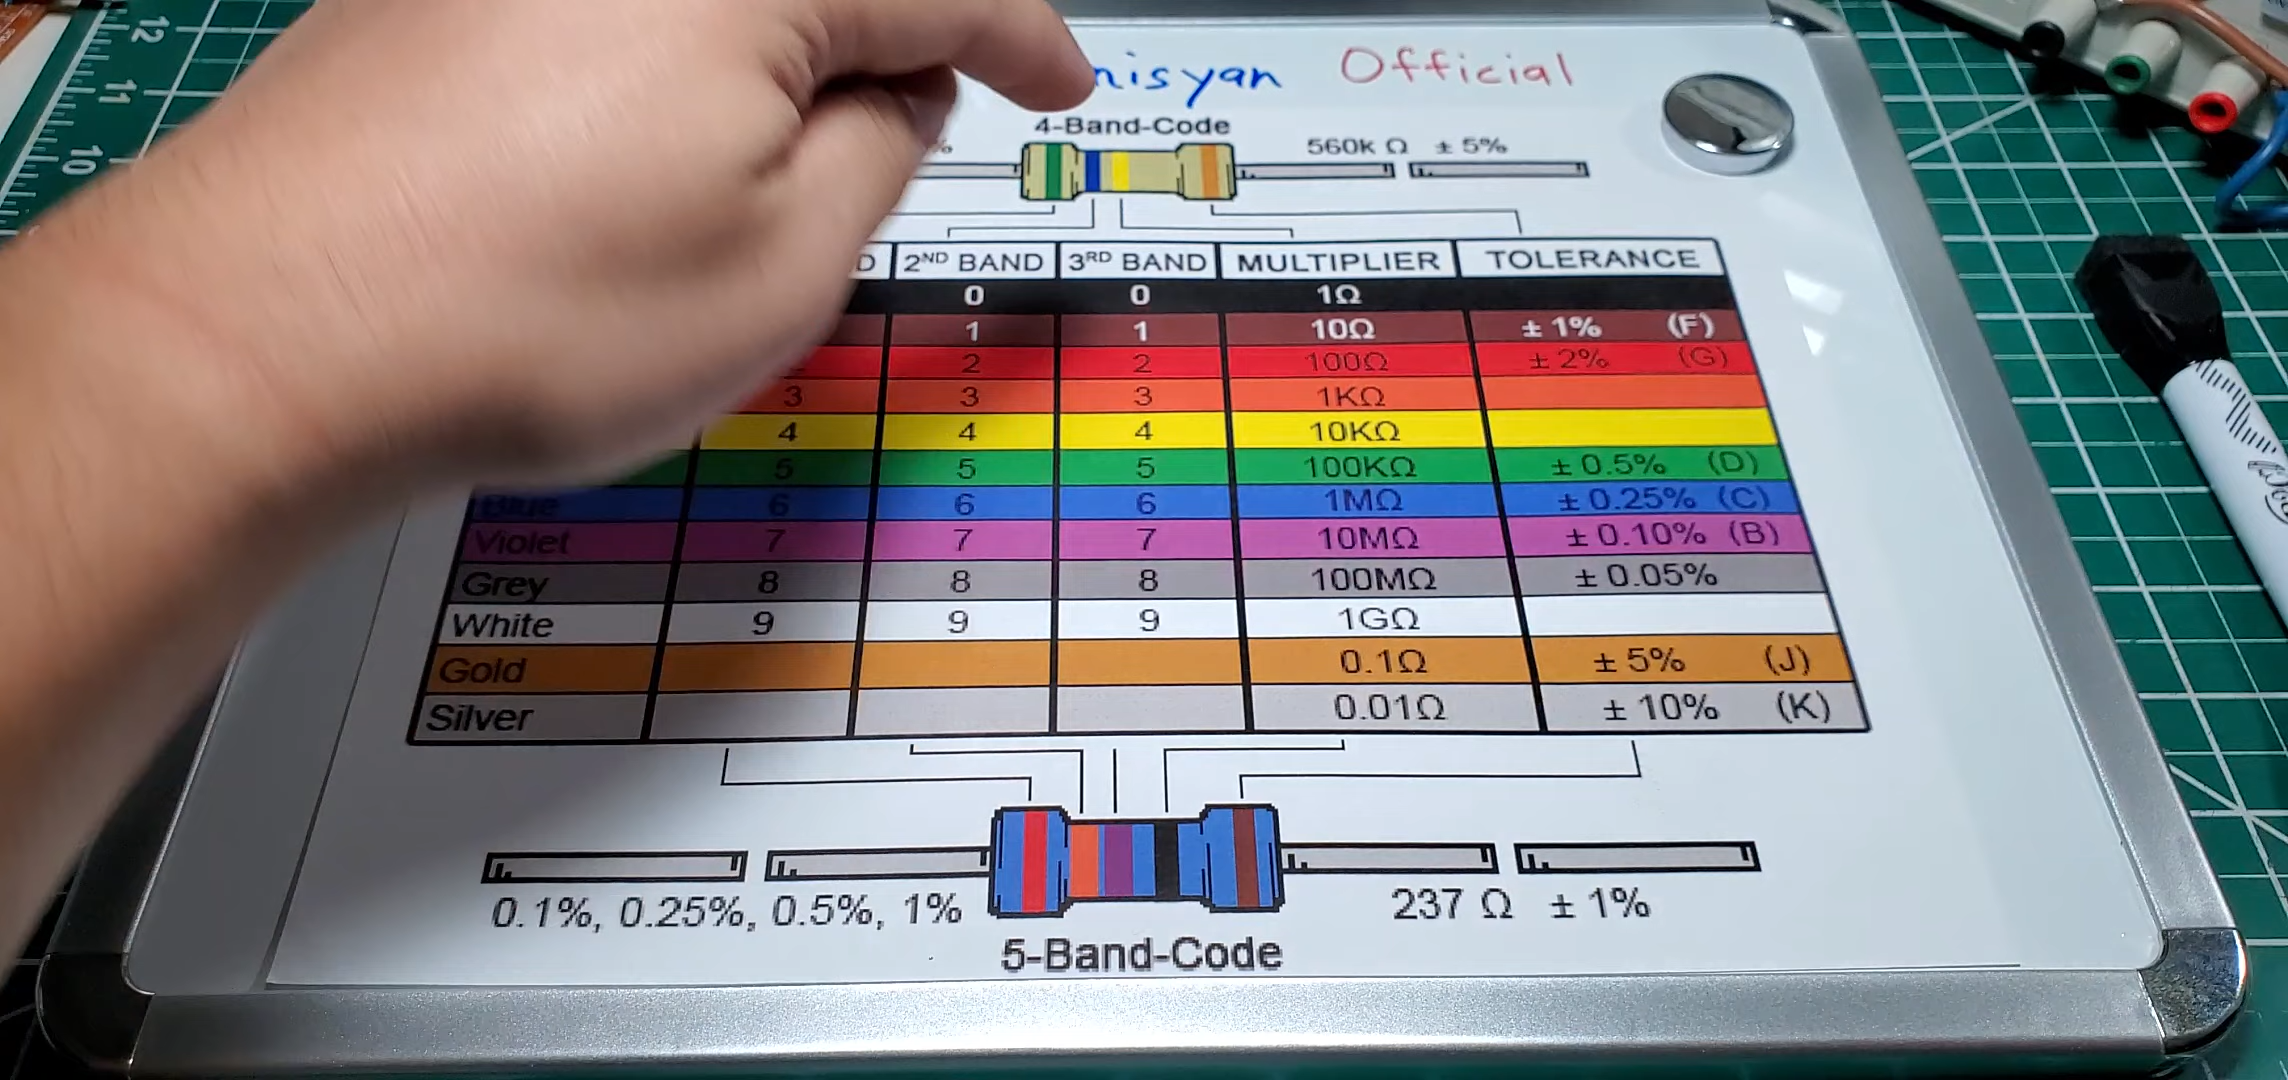 12
11
10
Official
4-Band-Code
560k Ω ± 5%
2ND BAND 3RD BAND MULTIPLIER TOLERANCE
0 0 1Ω
1 1 10Ω ± 1% (F)
2 2 100Ω ± 2% (G)
3 3 3 1KΩ
4 4 4 10KΩ
5 5 5 100KΩ ± 0.5% (D)
Blue 6 6 6 1MΩ ± 0.25% (C)
Violet 7 7 7 10MΩ ± 0.10% (B)
Grey 8 8 8 100MΩ ± 0.05%
White 9 9 9 1GΩ
Gold 0.1Ω ± 5% (J)
Silver 0.01Ω ± 10% (K)
0.1%, 0.25%, 0.5%, 1% 237 Ω ± 1%
5-Band-Code